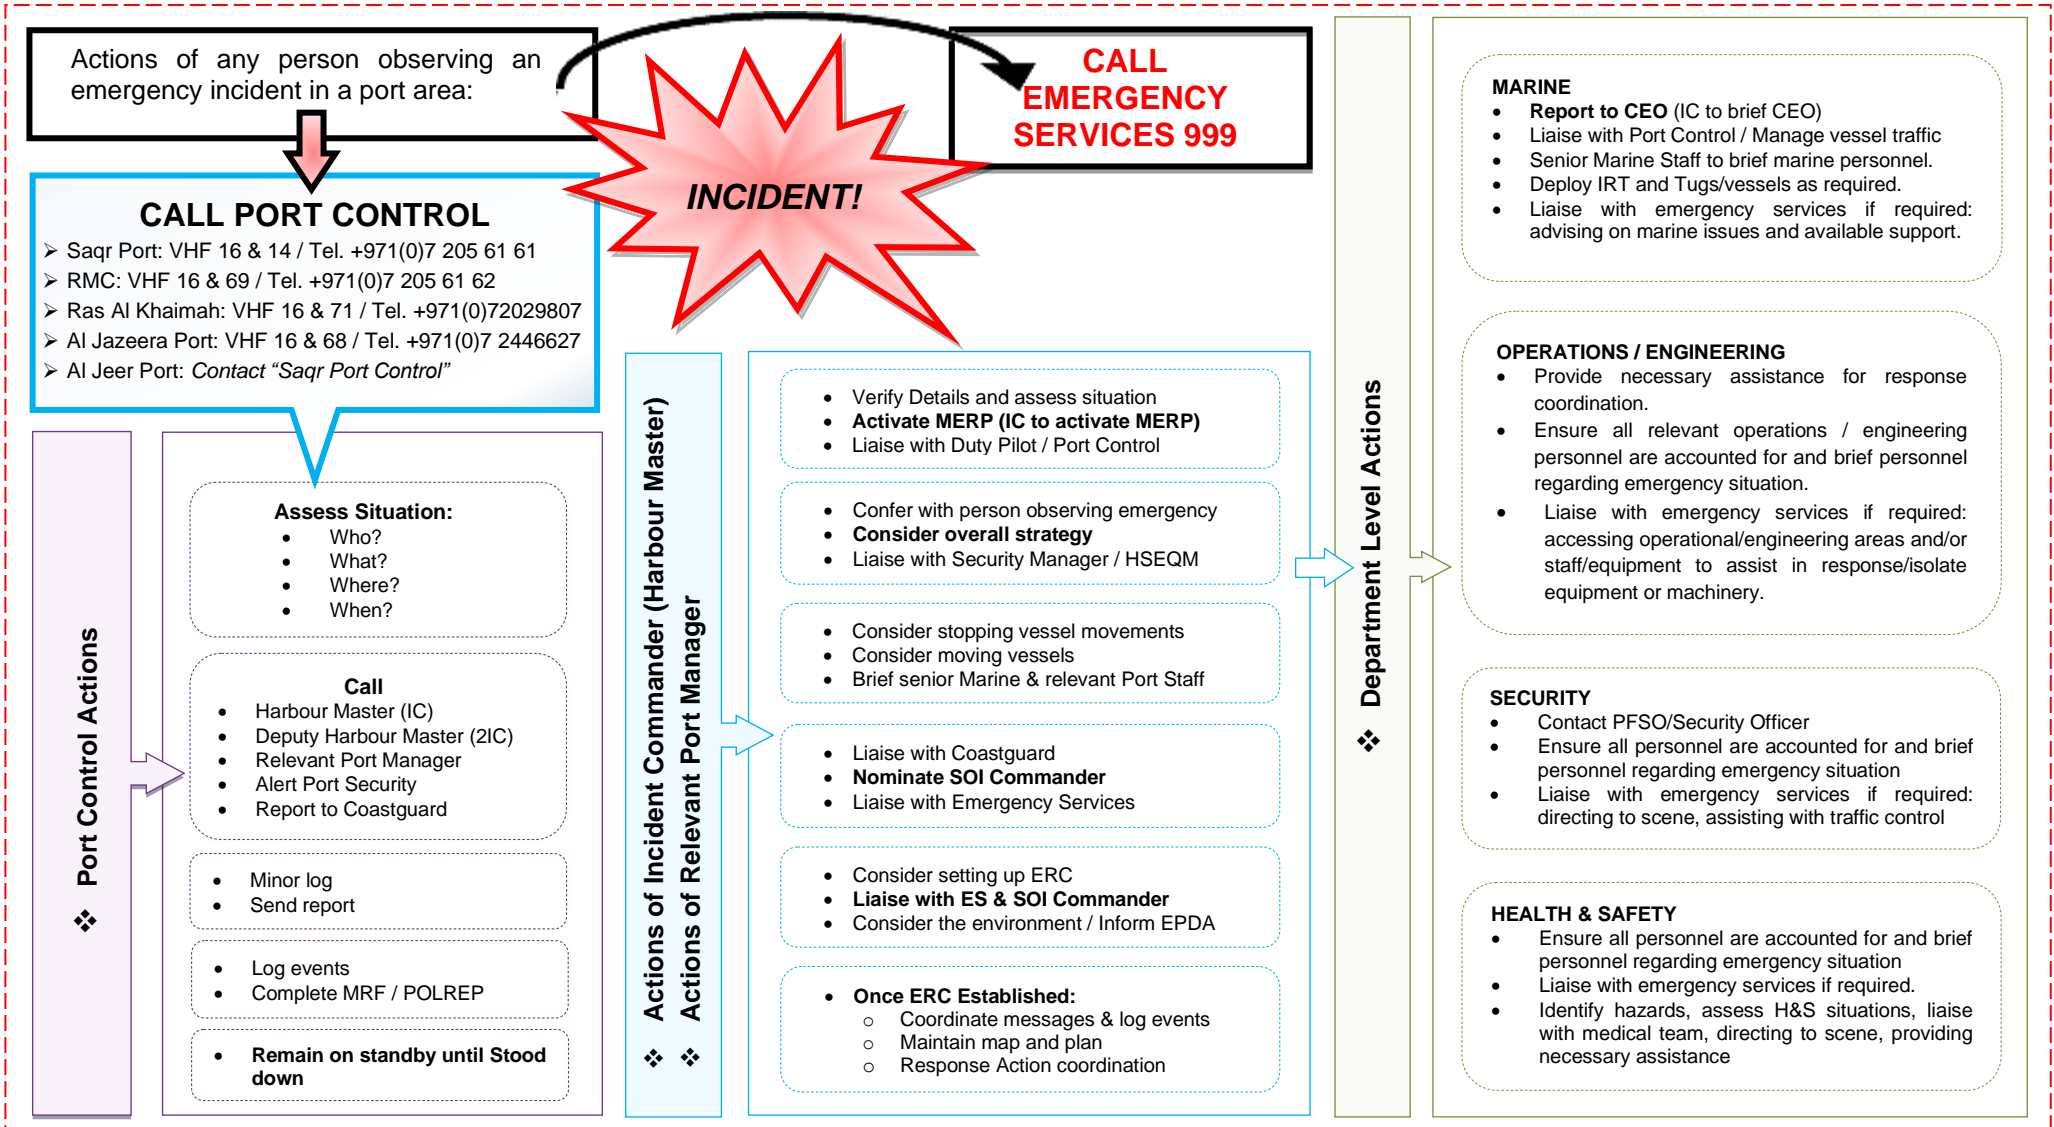 Actions of any person observing an
emergency incident in a port area:
CALL
EMERGENCY
SERVICES 999
INCIDENT!
CALL PORT CONTROL
➢ Saqr Port: VHF 16 & 14 / Tel. +971(0)7 205 61 61
➢ RMC: VHF 16 & 69 / Tel. +971(0)7 205 61 62
➢ Ras Al Khaimah: VHF 16 & 71 / Tel. +971(0)72029807
➢ Al Jazeera Port: VHF 16 & 68 / Tel. +971(0)7 2446627
➢ Al Jeer Port: Contact “Saqr Port Control”
❖ Port Control Actions
Assess Situation:
• Who?
• What?
• Where?
• When?
Call
• Harbour Master (IC)
• Deputy Harbour Master (2IC)
• Relevant Port Manager
• Alert Port Security
• Report to Coastguard
• Minor log
• Send report
• Log events
• Complete MRF / POLREP
• Remain on standby until Stood
down
❖ Actions of Incident Commander (Harbour Master)
❖ Actions of Relevant Port Manager
• Verify Details and assess situation
• Activate MERP (IC to activate MERP)
• Liaise with Duty Pilot / Port Control
• Confer with person observing emergency
• Consider overall strategy
• Liaise with Security Manager / HSEQM
• Consider stopping vessel movements
• Consider moving vessels
• Brief senior Marine & relevant Port Staff
• Liaise with Coastguard
• Nominate SOI Commander
• Liaise with Emergency Services
• Consider setting up ERC
• Liaise with ES & SOI Commander
• Consider the environment / Inform EPDA
• Once ERC Established:
o Coordinate messages & log events
o Maintain map and plan
o Response Action coordination
❖ Department Level Actions
MARINE
• Report to CEO (IC to brief CEO)
• Liaise with Port Control / Manage vessel traffic
• Senior Marine Staff to brief marine personnel.
• Deploy IRT and Tugs/vessels as required.
• Liaise with emergency services if required:
advising on marine issues and available support.
OPERATIONS / ENGINEERING
• Provide necessary assistance for response
coordination.
• Ensure all relevant operations / engineering
personnel are accounted for and brief personnel
regarding emergency situation.
• Liaise with emergency services if required:
accessing operational/engineering areas and/or
staff/equipment to assist in response/isolate
equipment or machinery.
SECURITY
• Contact PFSO/Security Officer
• Ensure all personnel are accounted for and brief
personnel regarding emergency situation
• Liaise with emergency services if required:
directing to scene, assisting with traffic control
HEALTH & SAFETY
• Ensure all personnel are accounted for and brief
personnel regarding emergency situation
• Liaise with emergency services if required.
• Identify hazards, assess H&S situations, liaise
with medical team, directing to scene, providing
necessary assistance